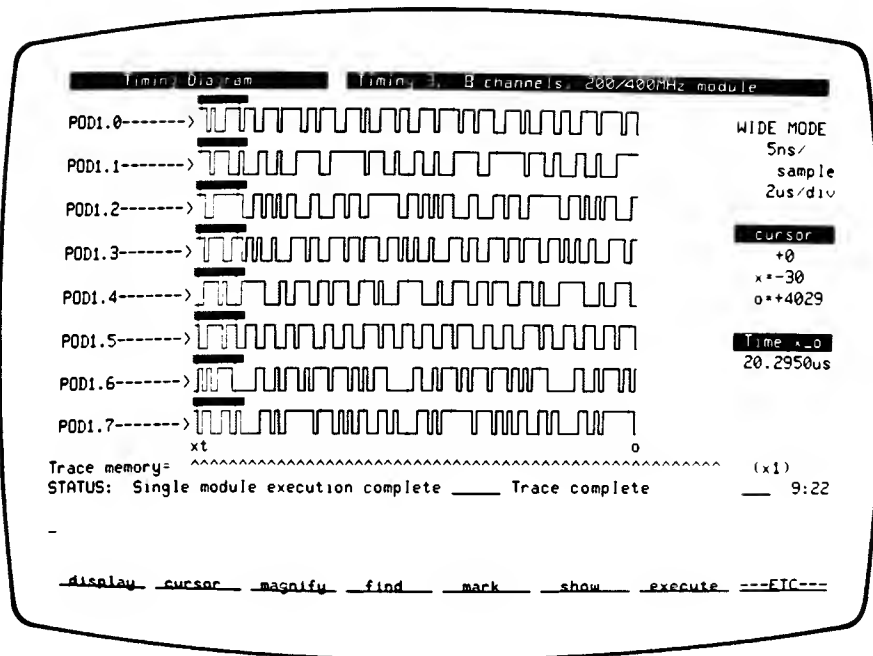 Timing Diagram Timing 3, 8 channels, 200/400MHz module
POD1.0------->
WIDE MODE
POD1.1------->
5ns/
sample
POD1.2------->
2us/div
POD1.3------->
cursor
+0
x=-30
POD1.4------->
o=+4029
POD1.5------->
Time x_o
20.2950us
POD1.6------->
POD1.7------->
xt o
Trace memory= ^^^^^^^^^^^^^^^^^^^^^^^^^^^^^^^^^^^^^^^^^^^^^^^^^^^^^^ (x1)
STATUS: Single module execution complete _____ Trace complete ___ 9:22
_
display cursor magnify find mark show execute ---ETC---